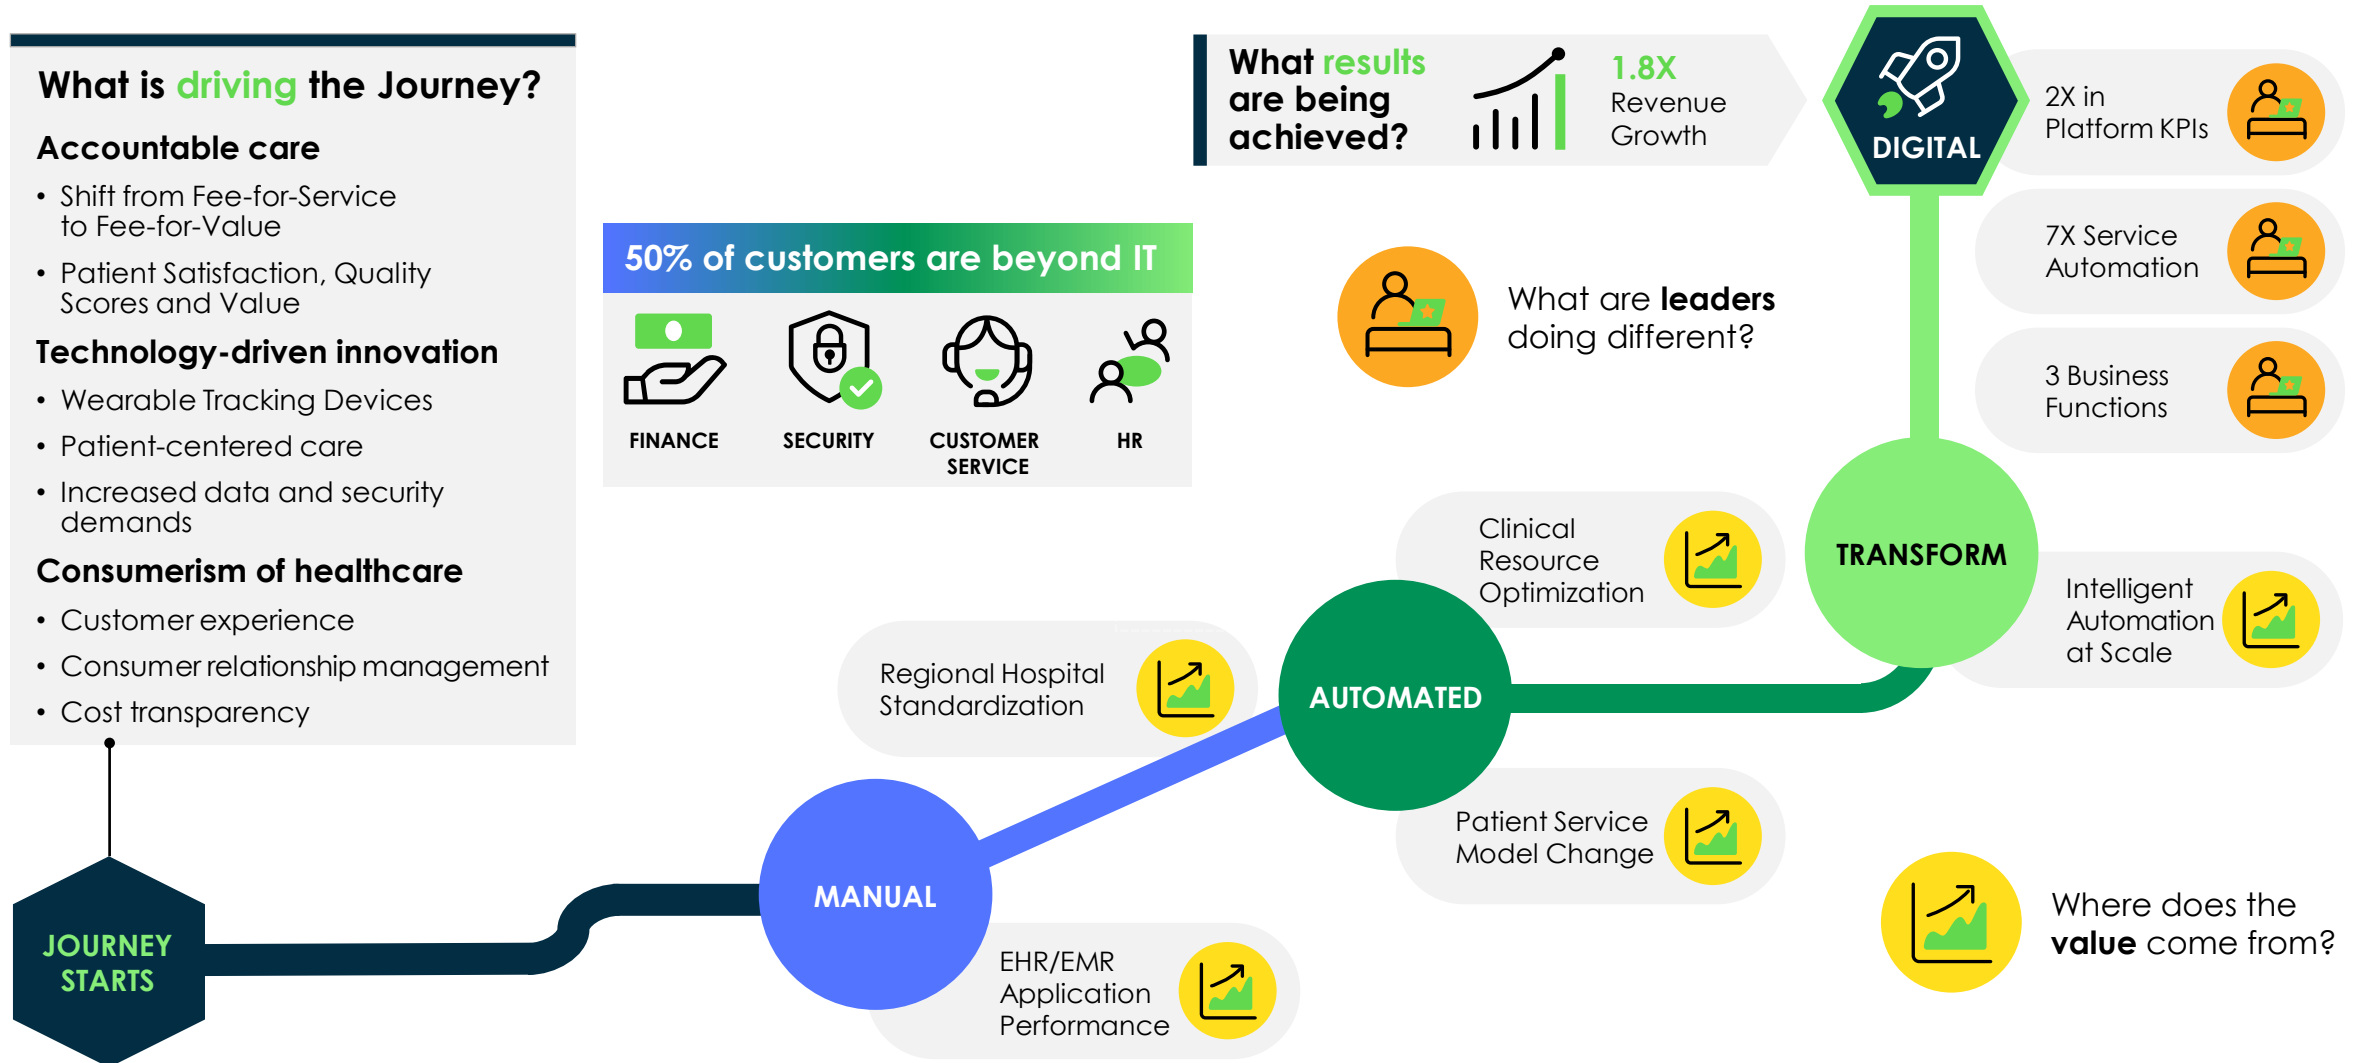 What is driving the Journey?
Accountable care
• Shift from Fee-for-Service
to Fee-for-Value
• Patient Satisfaction, Quality
Scores and Value
Technology-driven innovation
• Wearable Tracking Devices
• Patient-centered care
• Increased data and security
demands
Consumerism of healthcare
• Customer experience
• Consumer relationship management
• Cost transparency
JOURNEY
STARTS
50% of customers are beyond IT
FINANCE
SECURITY
CUSTOMER
SERVICE
HR
What results
are being
achieved?
1.8X
Revenue
Growth
DIGITAL
2X in
Platform KPIs
7X Service
Automation
3 Business
Functions
What are leaders
doing different?
TRANSFORM
Intelligent
Automation
at Scale
Clinical
Resource
Optimization
AUTOMATED
Patient Service
Model Change
Regional Hospital
Standardization
MANUAL
EHR/EMR
Application
Performance
Where does the
value come from?